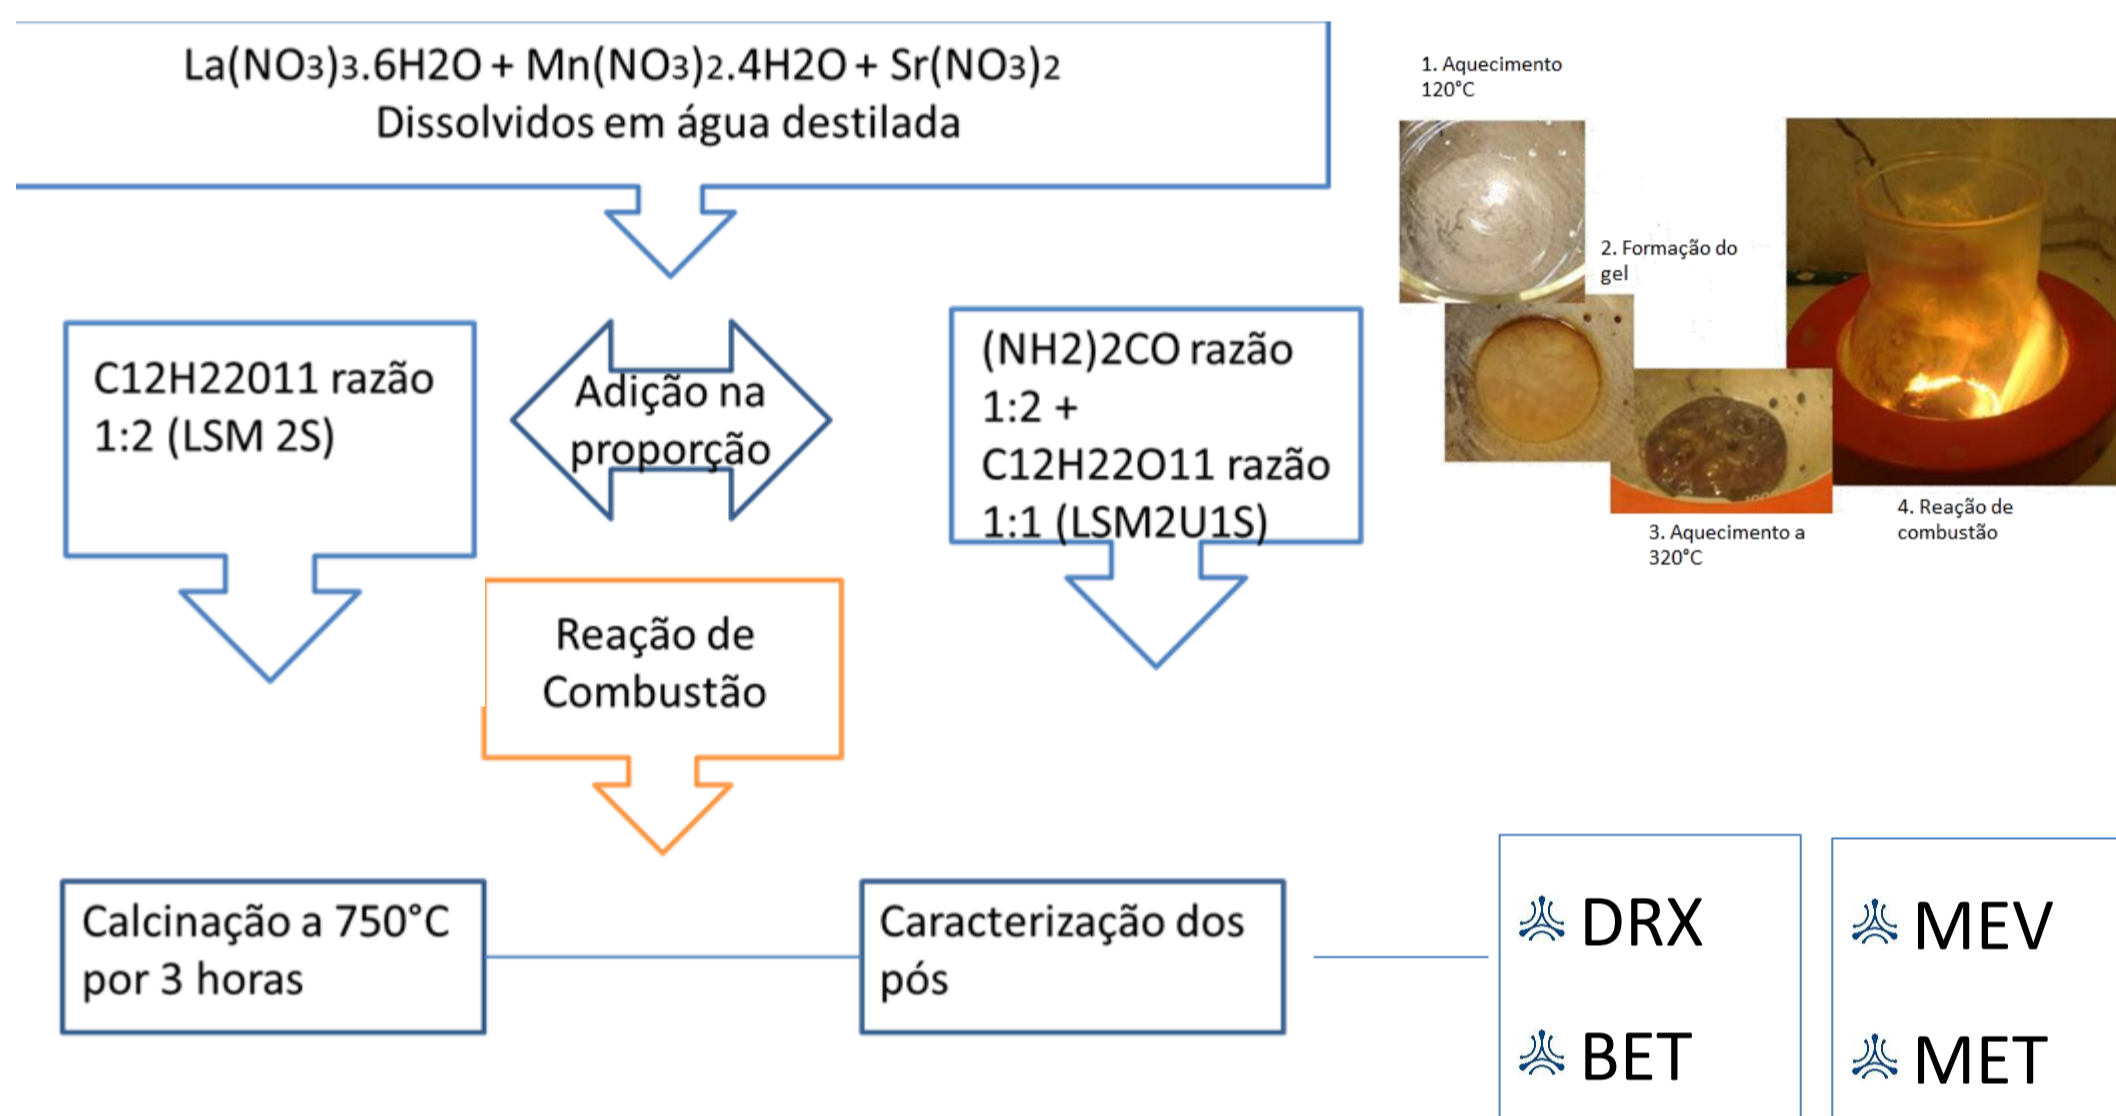 La(NO3)3.6H2O + Mn(NO3)2.4H2O + Sr(NO3)2
Dissolvidos em água destilada
C12H22011 razão
1:2 (LSM 2S)
Adição na
proporção
(NH2)2CO razão
1:2 +
C12H22O11 razão
1:1 (LSM2U1S)
Reação de
Combustão
Calcinação a 750°C
por 3 horas
Caracterização dos
pós
DRX
BET
MEV
MET
1. Aquecimento
120°C
2. Formação do
gel
3. Aquecimento a
320°C
4. Reação de
combustão